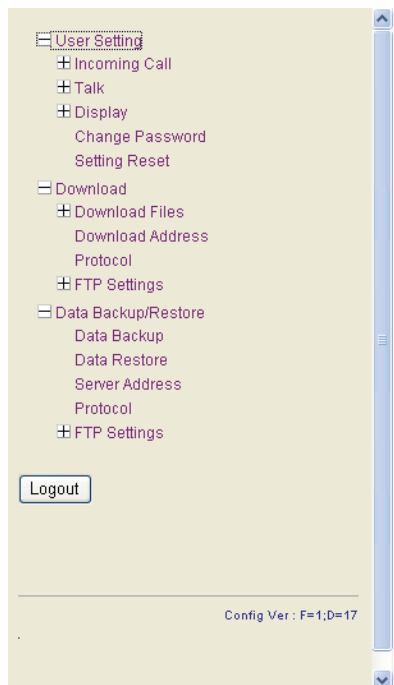 User Setting
Incoming Call
Talk
Display
Change Password
Setting Reset
Download
Download Files
Download Address
Protocol
FTP Settings
Data Backup/Restore
Data Backup
Data Restore
Server Address
Protocol
FTP Settings
Logout
Config Ver : F=1;D=17
.